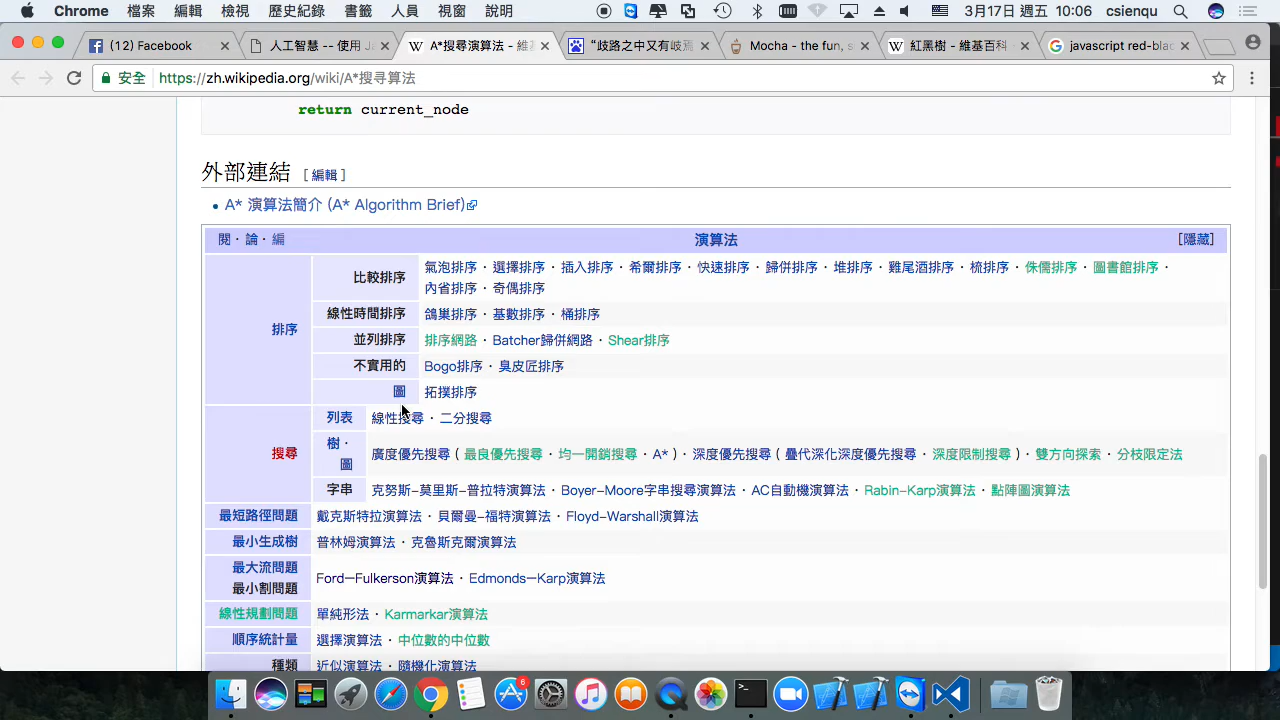 Chrome 檔案 編輯 檢視 歷史紀錄 書籤 人員 視窗 說明 3月17日 週五 10:06 csienqu
(12) Facebook 人工智慧 -- 使用 J A*搜尋演算法 - 維基 “歧路之中又有歧焉 Mocha - the fun, s 紅黑樹 - 維基百科 javascript red-blac
安全 https://zh.wikipedia.org/wiki/A*搜寻算法
return current_node
外部連結 [編輯]
A* 演算法簡介 (A* Algorithm Brief)
閱·論·編 演算法 [隱藏]
排序
比較排序 氣泡排序·選擇排序·插入排序·希爾排序·快速排序·歸併排序·堆排序·雞尾酒排序·梳排序·侏儒排序·圖書館排序·
內省排序·奇偶排序
線性時間排序 鴿巢排序·基數排序·桶排序
並列排序 排序網路·Batcher歸併網路·Shear排序
不實用的 Bogo排序·臭皮匠排序
圖 拓撲排序
搜尋
列表 線性搜尋·二分搜尋
樹·
圖 廣度優先搜尋 ( 最良優先搜尋·均一開銷搜尋·A* )·深度優先搜尋 ( 疊代深化深度優先搜尋·深度限制搜尋 )·雙方向探索·分枝限定法
字串 克努斯-莫里斯-普拉特演算法·Boyer-Moore字串搜尋演算法·AC自動機演算法·Rabin-Karp演算法·點陣圖演算法
最短路徑問題 戴克斯特拉演算法·貝爾曼-福特演算法·Floyd-Warshall演算法
最小生成樹 普林姆演算法·克魯斯克爾演算法
最大流問題
最小割問題 Ford–Fulkerson演算法·Edmonds–Karp演算法
線性規劃問題 單純形法·Karmarkar演算法
順序統計量 選擇演算法·中位數的中位數
種類 近似演算法·隨機化演算法
6